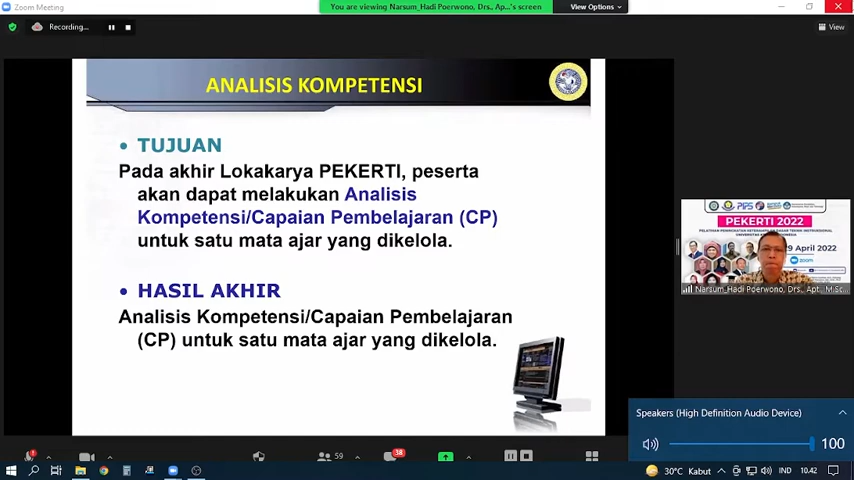 Zoom Meeting
You are viewing Narsum_Hadi Poerwono, Drs., Ap...'s screen
View Options
Recording...
View
ANALISIS KOMPETENSI
• TUJUAN
Pada akhir Lokakarya PEKERTI, peserta
akan dapat melakukan Analisis
Kompetensi/Capaian Pembelajaran (CP)
untuk satu mata ajar yang dikelola.
• HASIL AKHIR
Analisis Kompetensi/Capaian Pembelajaran
(CP) untuk satu mata ajar yang dikelola.
PIPS
PEKERTI 2022
9 April 2022
zoom
Narsum_Hadi Poerwono, Drs., Apt., M.Sc...
Speakers (High Definition Audio Device)
100
59
38
30°C Kabut
IND
10.42